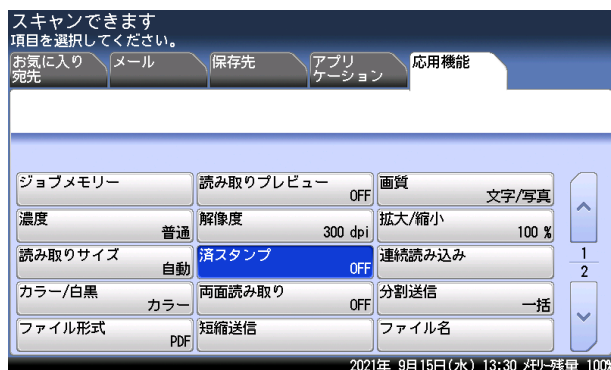 スキャンできます
項目を選択してください。
お気に入り
宛先
メール
保存先
アプリ
ケーション
応用機能
ジョブメモリー
読み取りプレビュー
OFF
画質
文字/写真
濃度
普通
解像度
300 dpi
拡大/縮小
100 %
読み取りサイズ
自動
済スタンプ
OFF
連続読み込み
1
2
カラー/白黒
カラー
両面読み取り
OFF
分割送信
一括
ファイル形式
PDF
短縮送信
ファイル名
2021年 9月15日(水) 13:30 メモリー残量 100%